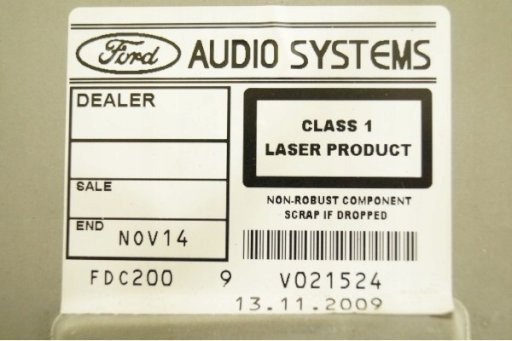 Ford AUDIO SYSTEMS
DEALER
SALE
END NOV14
CLASS 1
LASER PRODUCT
NON-ROBUST COMPONENT
SCRAP IF DROPPED
FDC200 9 V021524
13.11.2009